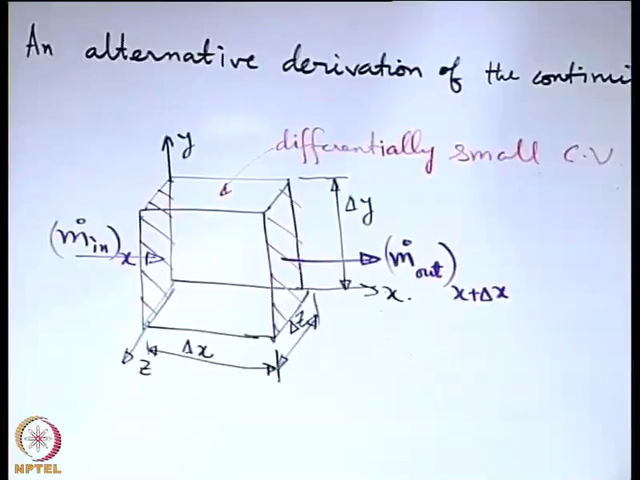 An alternative derivation of the continui
y
differentially small C.V
Δy
(ṁin)x
(ṁout)x+Δx
x.
Δz
Δx
z
NPTEL